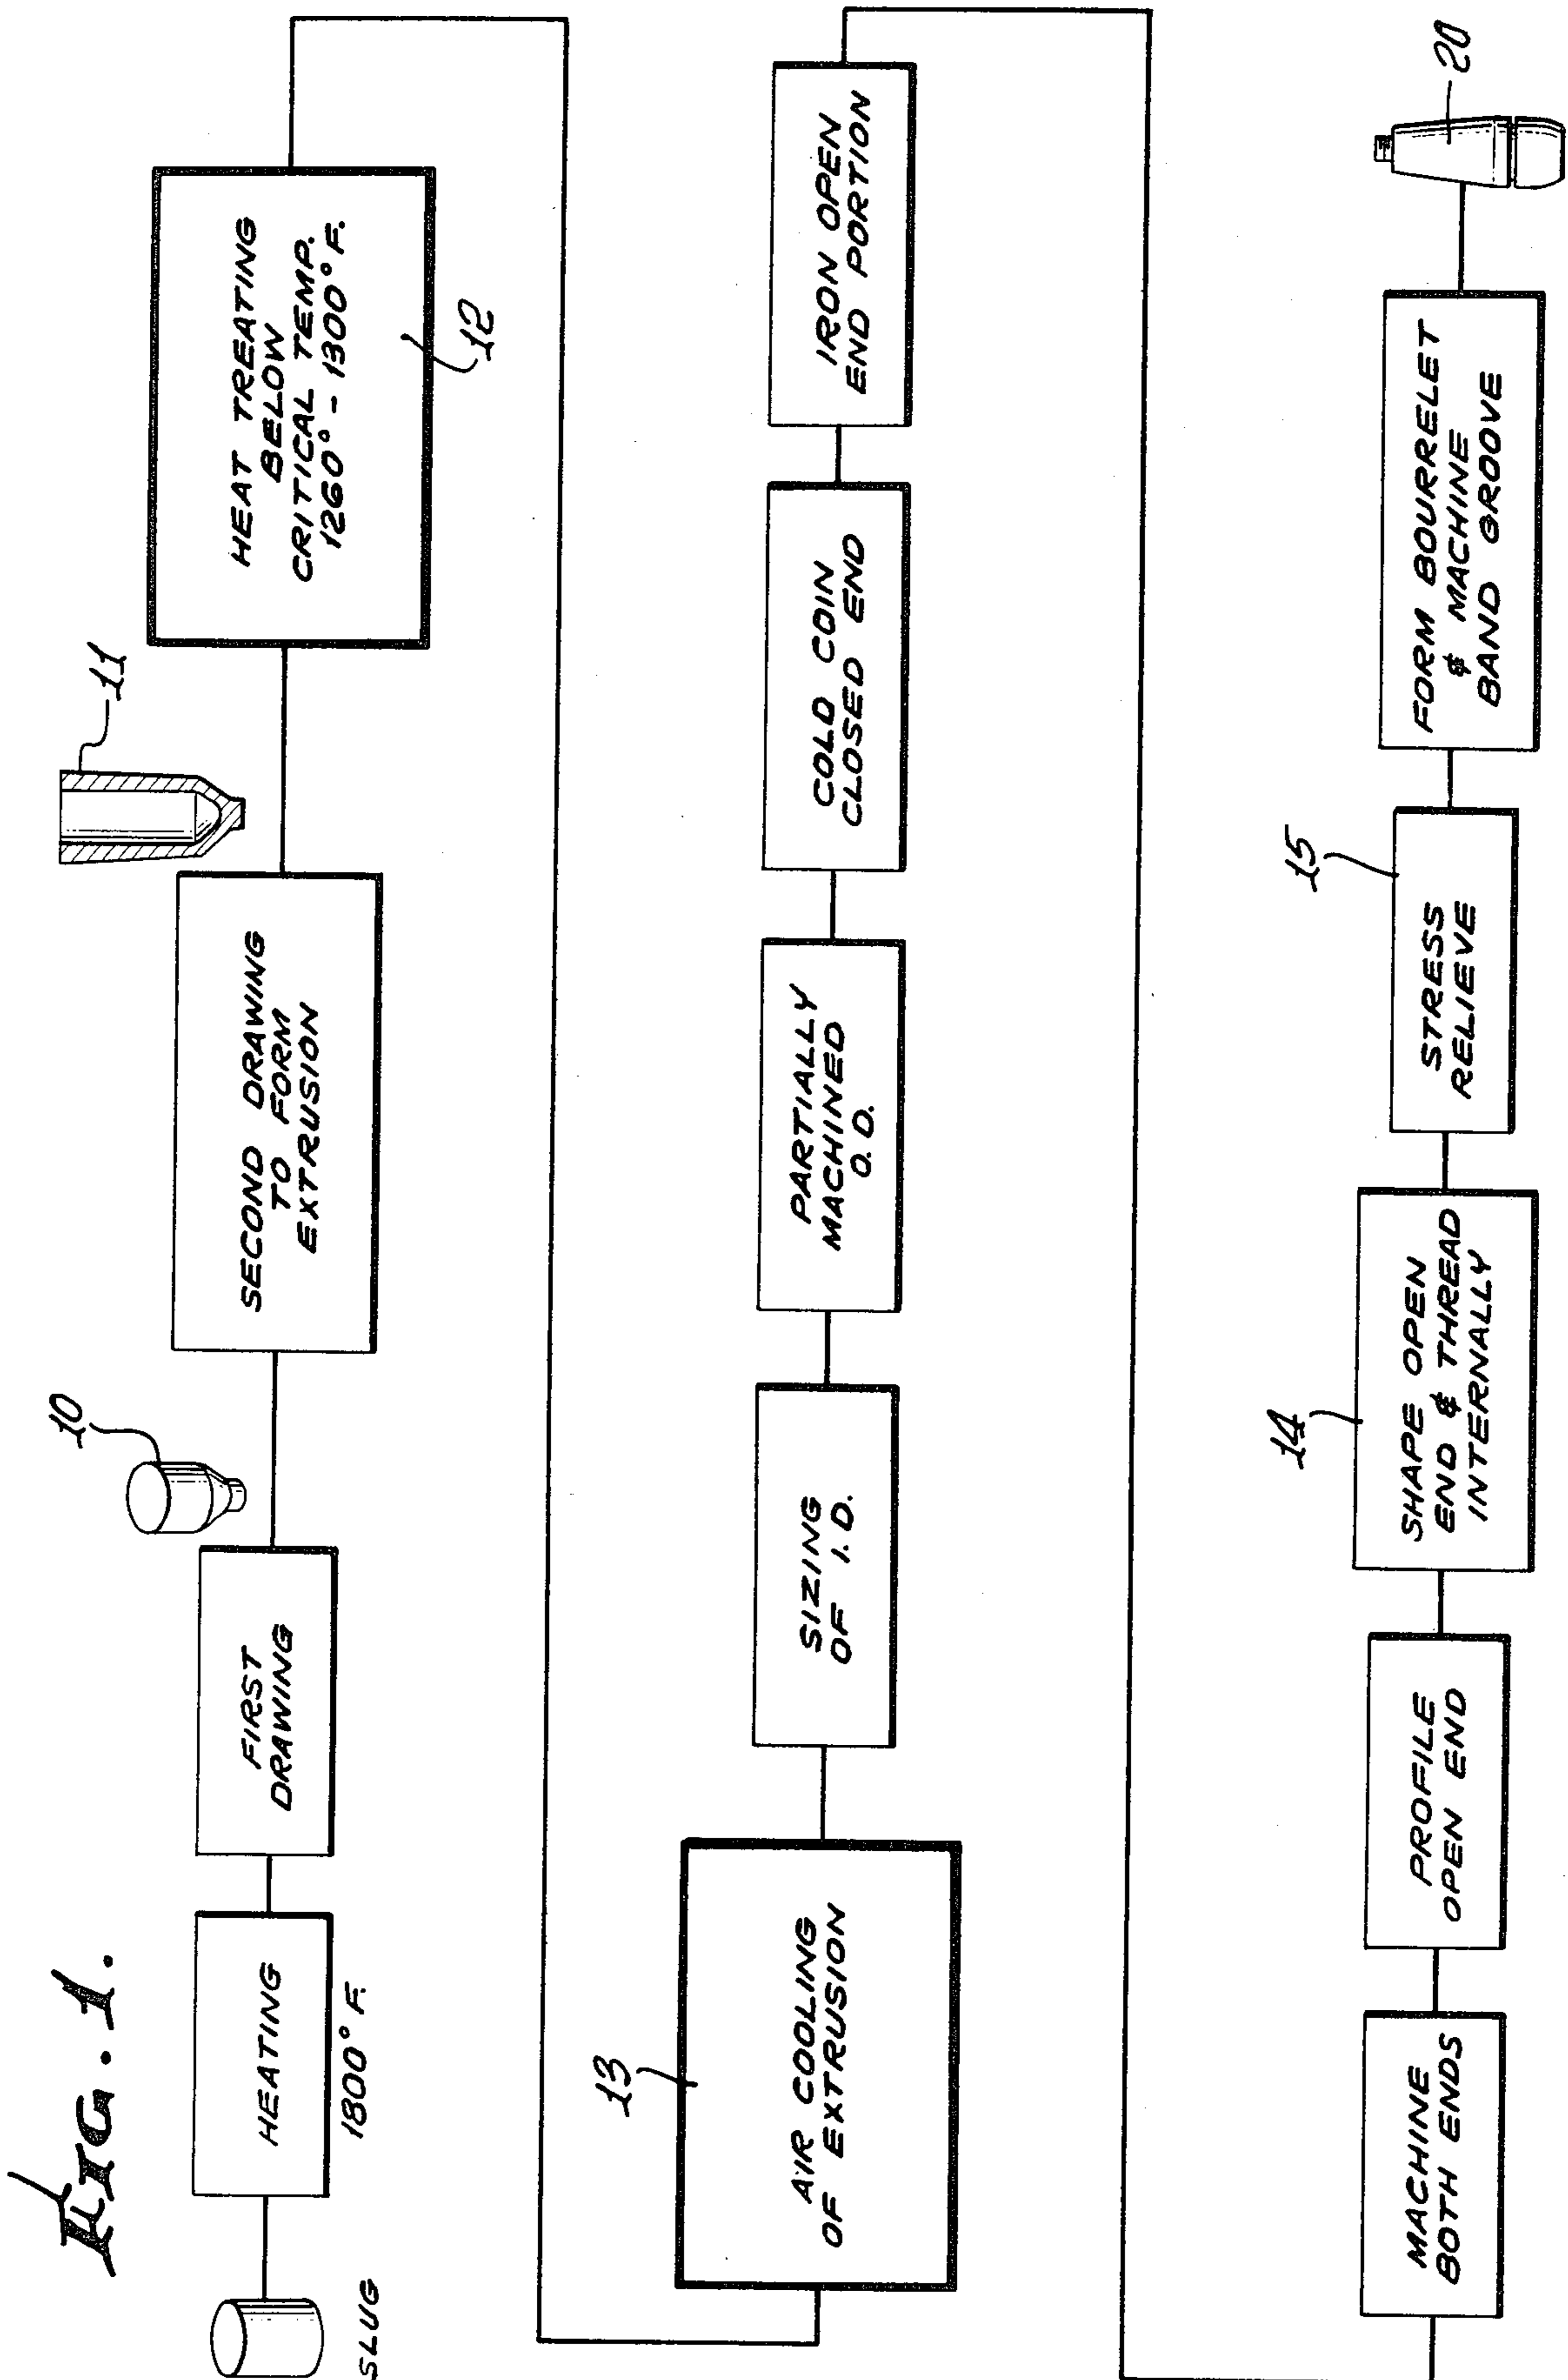 FIG. 1.
SLUG
HEATING
1800° F.
FIRST
DRAWING
10
SECOND DRAWING
TO FORM
EXTRUSION
11
HEAT TREATING
BELOW
CRITICAL TEMP.
1260° - 1300° F.
12
13
AIR COOLING
OF EXTRUSION
SIZING
OF I.D.
PARTIALLY
MACHINED
O.D.
COLD COIN
CLOSED END
IRON OPEN
END PORTION
MACHINE
BOTH ENDS
PROFILE
OPEN END
14
SHAPE OPEN
END & THREAD
INTERNALLY
15
STRESS
RELIEVE
FORM BOURRELET
& MACHINE
BAND GROOVE
20